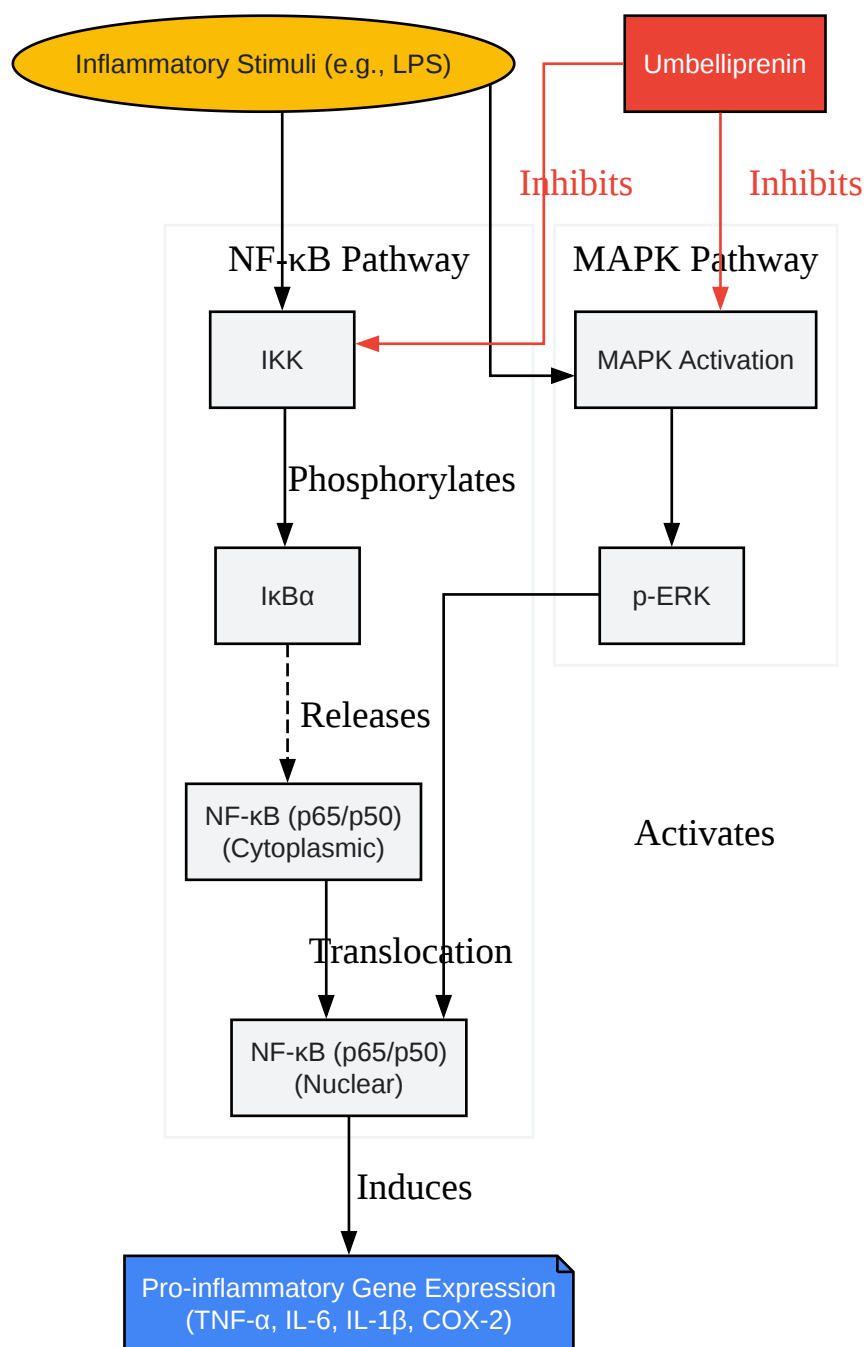 Inflammatory Stimuli (e.g., LPS)
Umbelliprenin
Inhibits
Inhibits
NF-κB Pathway
MAPK Pathway
IKK
MAPK Activation
Phosphorylates
IκBα
p-ERK
Releases
NF-κB (p65/p50)
(Cytoplasmic)
Activates
Translocation
NF-κB (p65/p50)
(Nuclear)
Induces
Pro-inflammatory Gene Expression
(TNF-α, IL-6, IL-1β, COX-2)